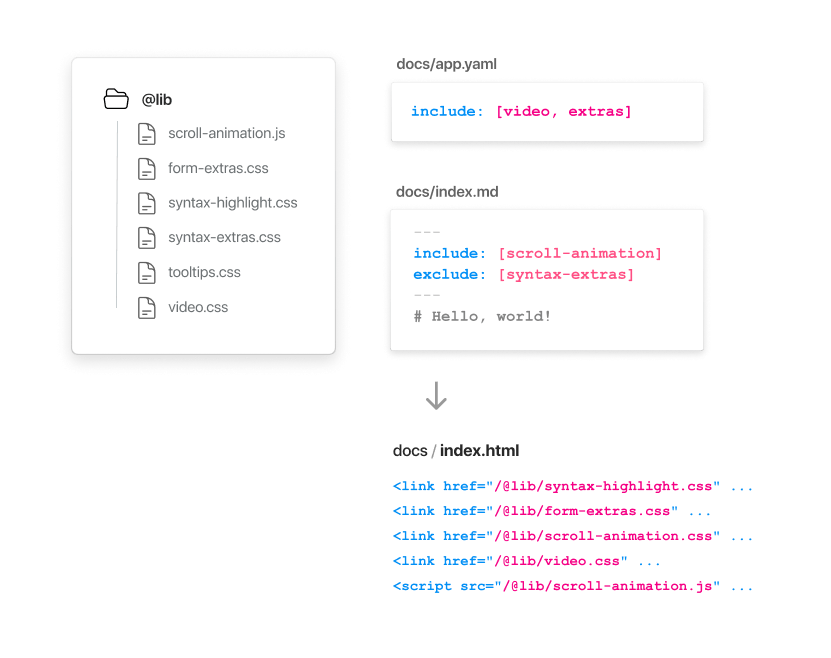 @lib
scroll-animation.js
form-extras.css
syntax-highlight.css
syntax-extras.css
tooltips.css
video.css
docs/app.yaml
include: [video, extras]
docs/index.md
---
include: [scroll-animation]
exclude: [syntax-extras]
---
# Hello, world!
docs / index.html
<link href="/@lib/syntax-highlight.css" ...
<link href="/@lib/form-extras.css" ...
<link href="/@lib/scroll-animation.css" ...
<link href="/@lib/video.css" ...
<script src="/@lib/scroll-animation.js" ...